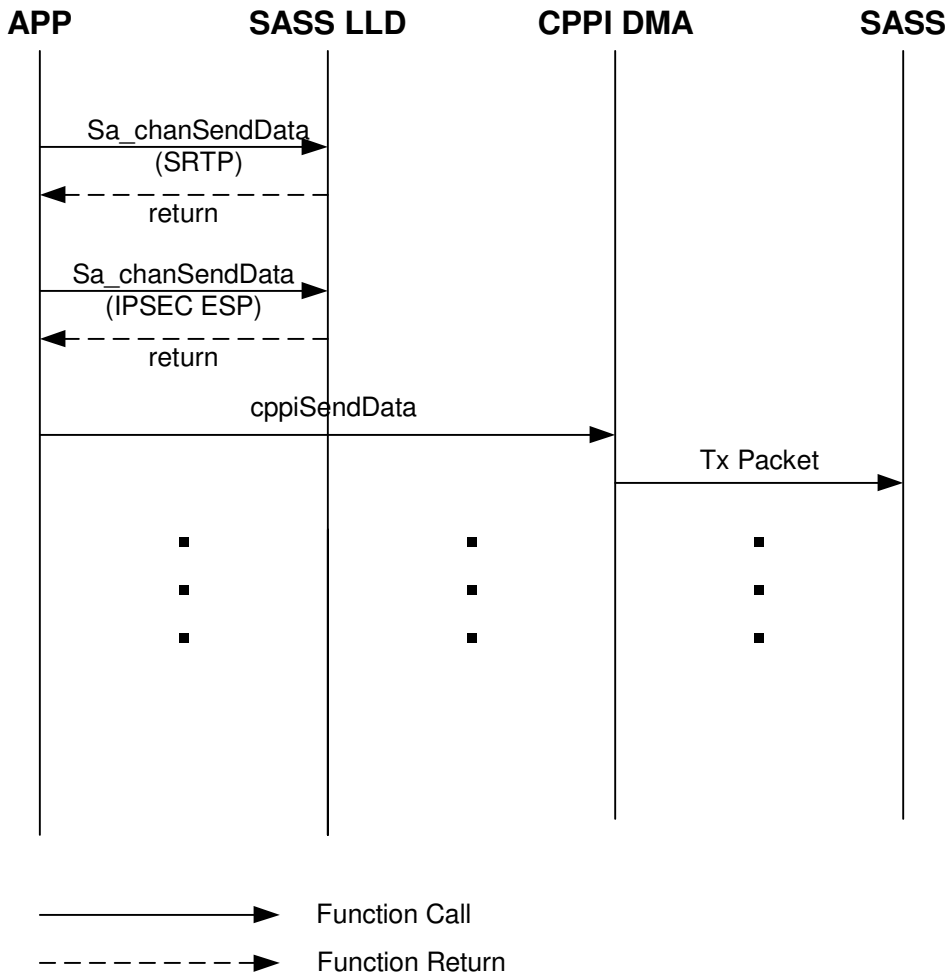 APP SASS LLD CPPI DMA SASS
Sa_chanSendData
(SRTP)
return
Sa_chanSendData
(IPSEC ESP)
return
cppiSendData
Tx Packet
Function Call
Function Return